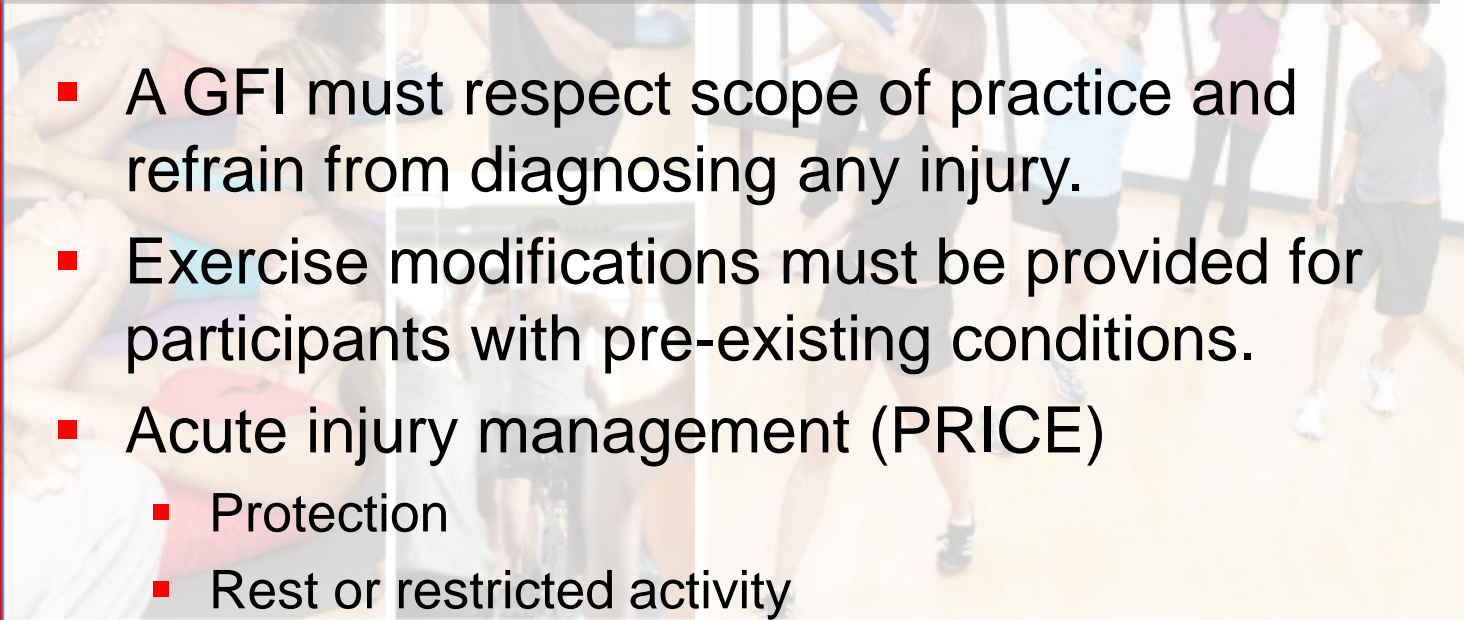 A GFI must respect scope of practice and
refrain from diagnosing any injury.
Exercise modifications must be provided for
participants with pre-existing conditions.
Acute injury management (PRICE)
Protection
Rest or restricted activity